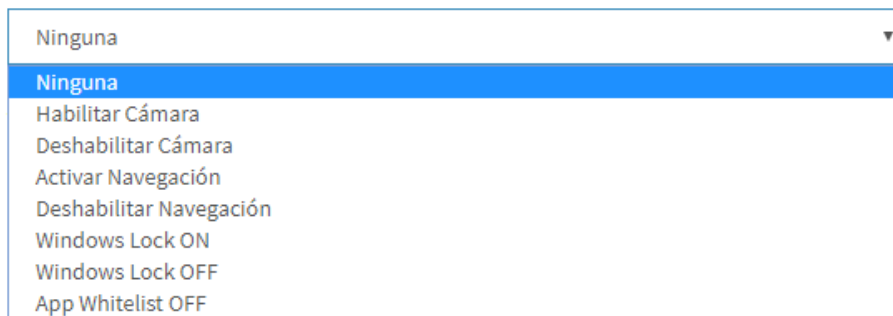 Ninguna
Ninguna
Habilitar Cámara
Deshabilitar Cámara
Activar Navegación
Deshabilitar Navegación
Windows Lock ON
Windows Lock OFF
App Whitelist OFF